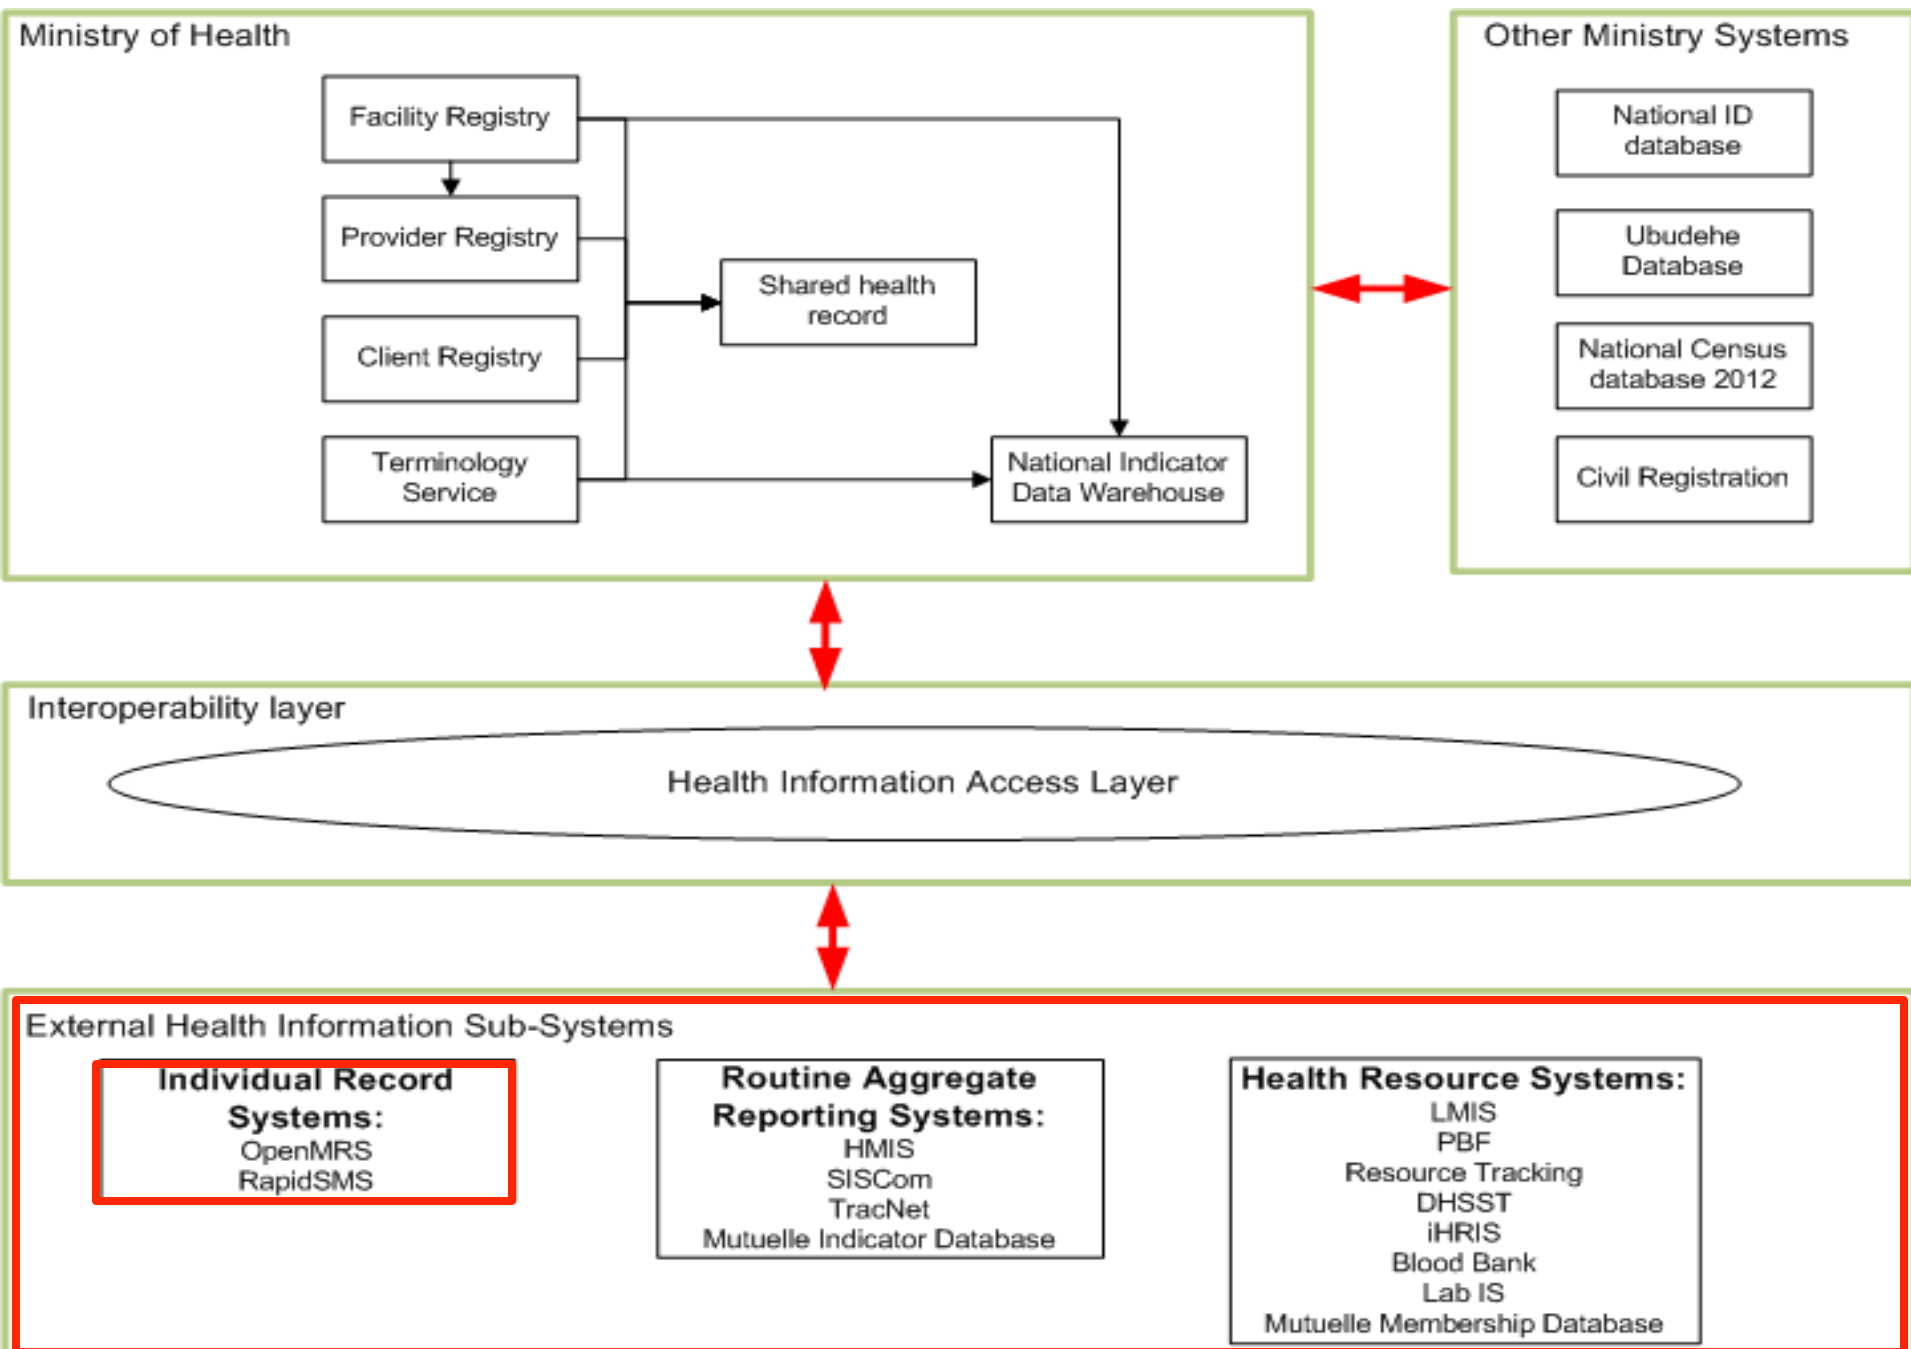 Ministry of Health
Facility Registry
Provider Registry
Client Registry
Terminology
Service
Shared health
record
National Indicator
Data Warehouse
Other Ministry Systems
National ID
database
Ubudehe
Database
National Census
database 2012
Civil Registration
Interoperability layer
Health Information Access Layer
External Health Information Sub-Systems
Individual Record
Systems:
OpenMRS
RapidSMS
Routine Aggregate
Reporting Systems:
HMIS
SISCom
TracNet
Mutuelle Indicator Database
Health Resource Systems:
LMIS
PBF
Resource Tracking
DHSST
iHRIS
Blood Bank
Lab IS
Mutuelle Membership Database